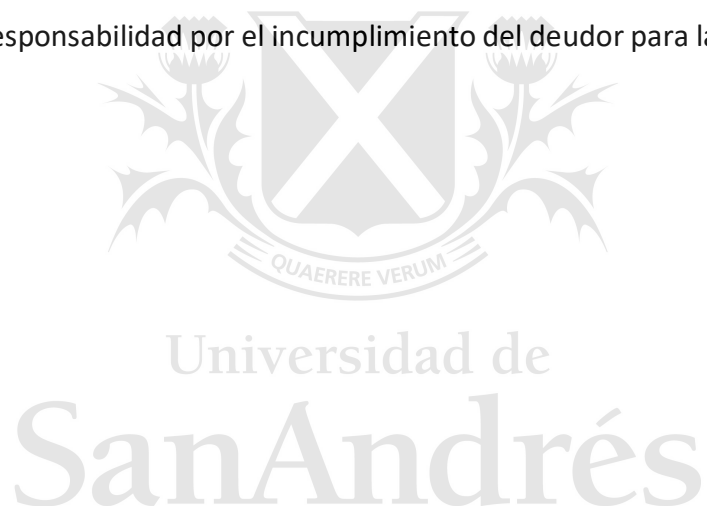 esponsabilidad por el incumplimiento del deudor para la
QUAERERE VERUM
Universidad de
SanAndrés